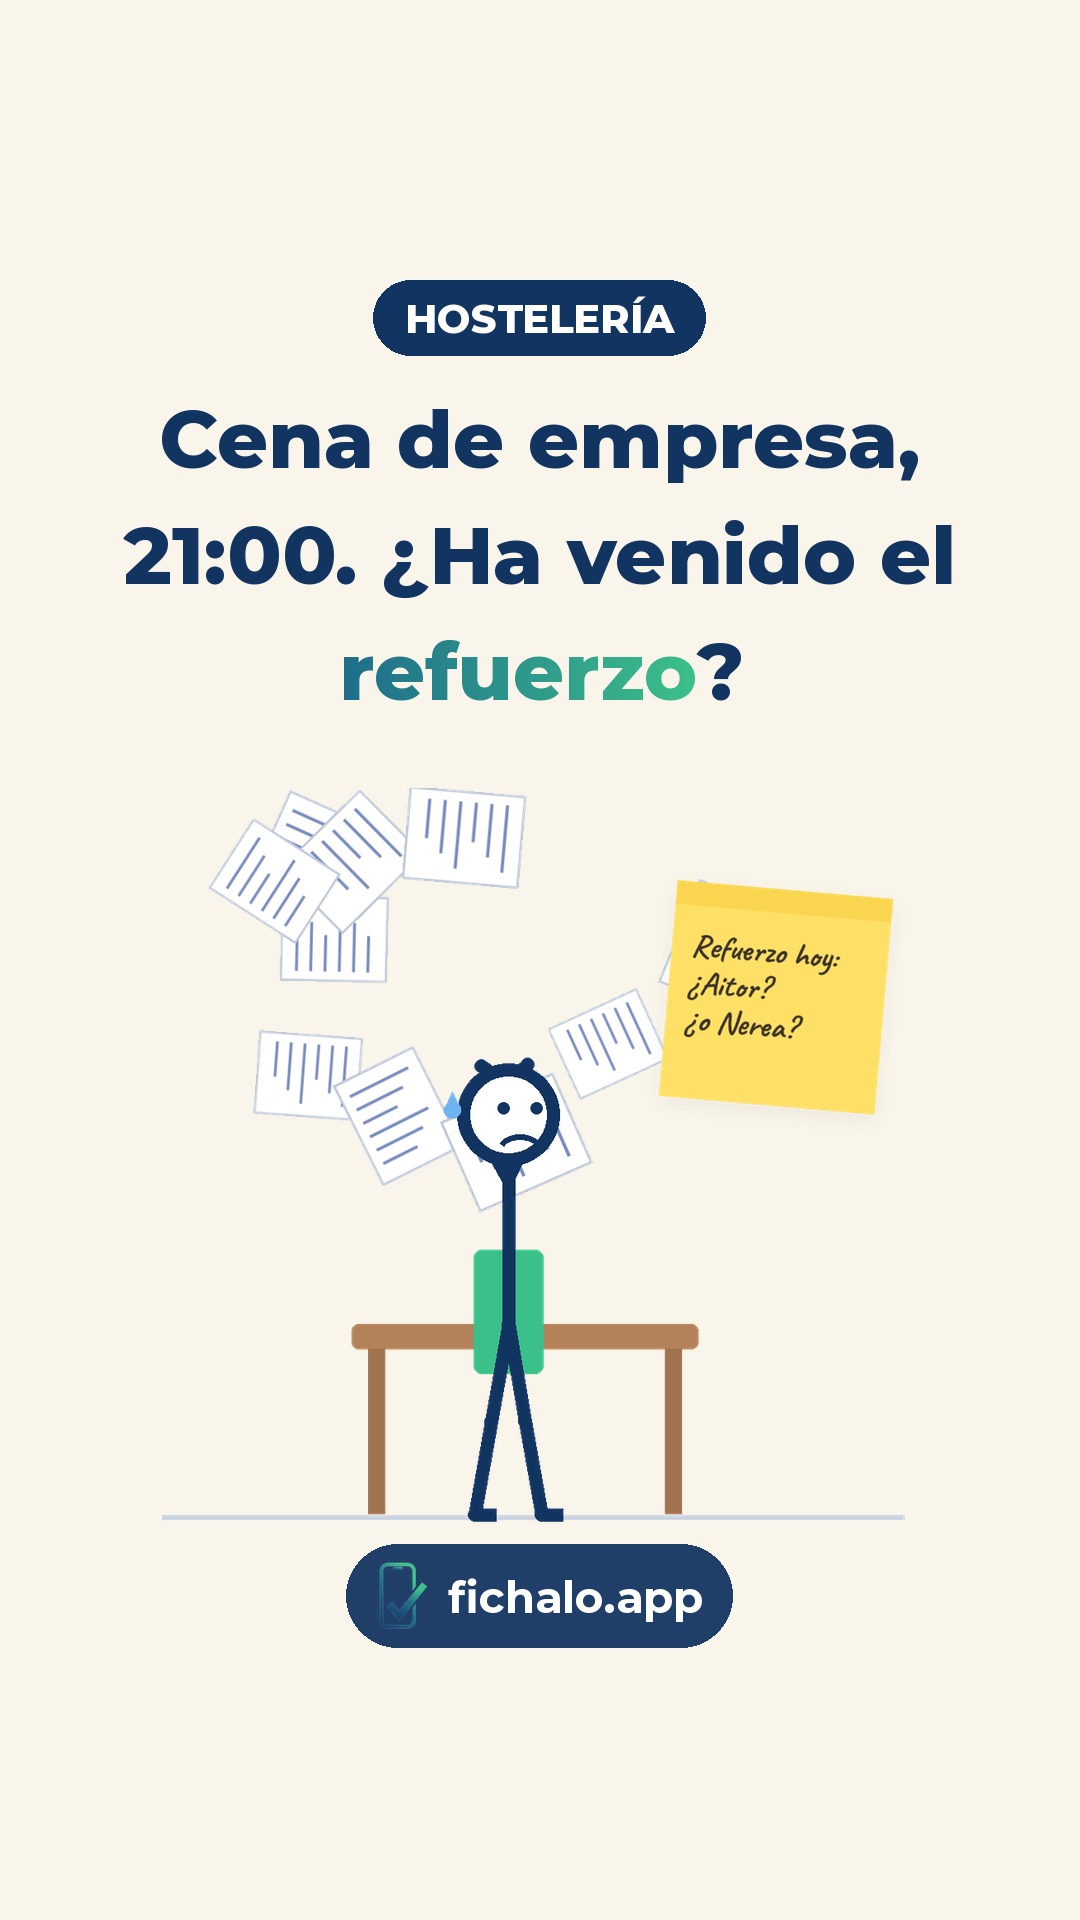 HOSTELERÍA
Cena de empresa,
21:00. ¿Ha venido el
refuerzo?
Refuerzo hoy:
¿Aitor?
¿o Nerea?
fichalo.app